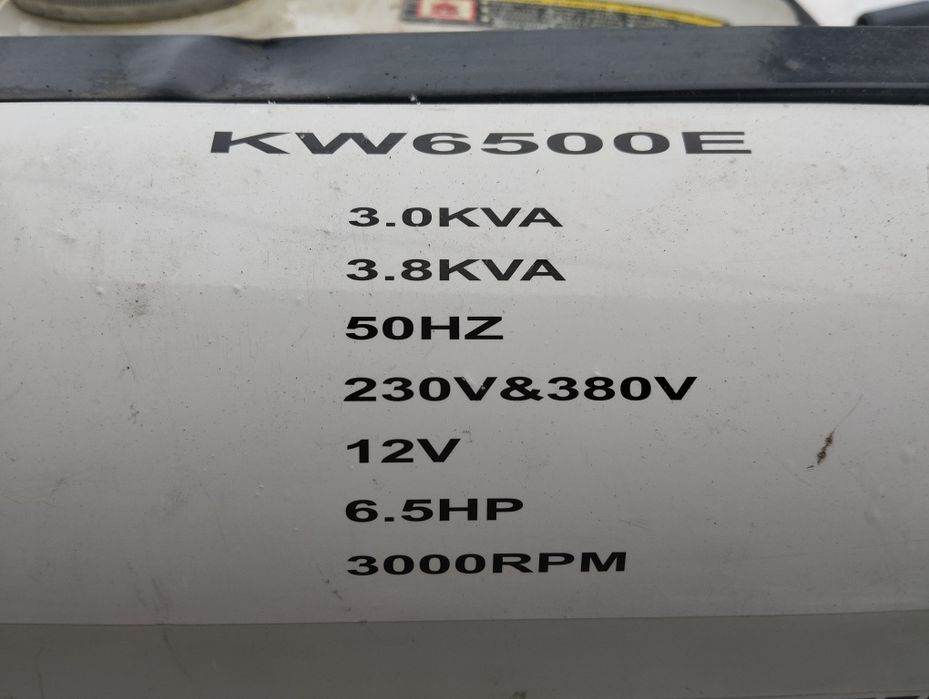 KW6500E
3.0KVA
3.8KVA
50HZ
230V&380V
12V
6.5HP
3000RPM